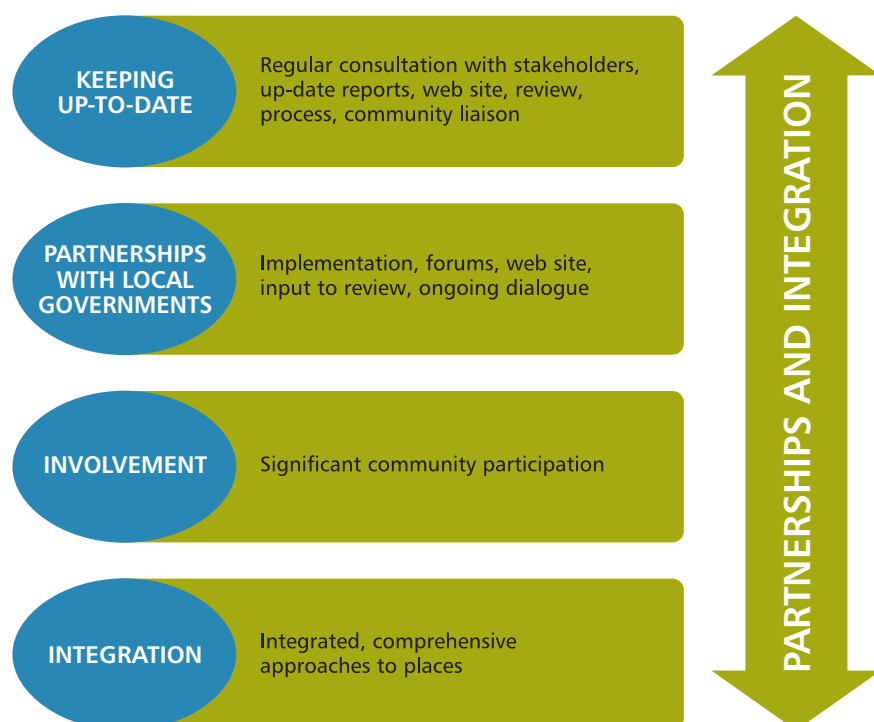 KEEPING
UP-TO-DATE
Regular consultation with stakeholders,
up-date reports, web site, review,
process, community liaison
PARTNERSHIPS
WITH LOCAL
GOVERNMENTS
Implementation, forums, web site,
input to review, ongoing dialogue
INVOLVEMENT
Significant community participation
INTEGRATION
Integrated, comprehensive
approaches to places
PARTNERSHIPS AND INTEGRATION